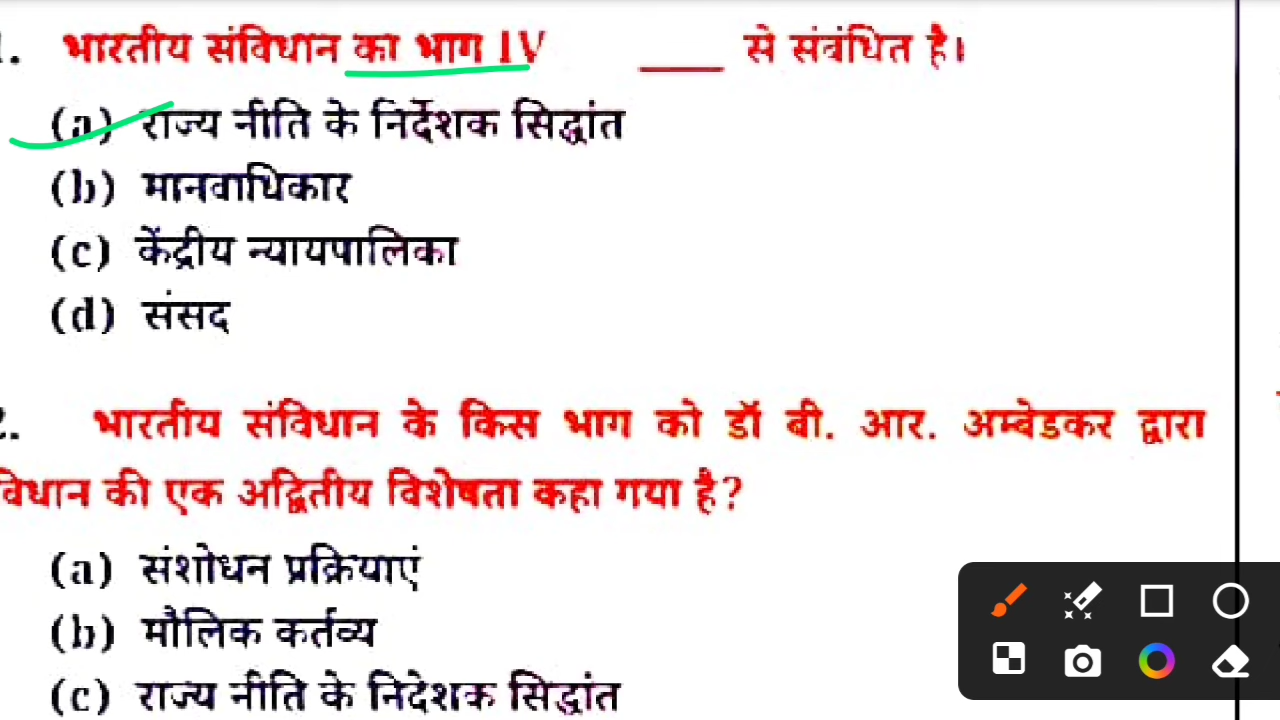 1. भारतीय संविधान का भाग IV ____ से संबंधित है।
(a) राज्य नीति के निर्देशक सिद्धांत
(b) मानवाधिकार
(c) केंद्रीय न्यायपालिका
(d) संसद
2. भारतीय संविधान के किस भाग को डॉ बी. आर. अम्बेडकर द्वारा
विधान की एक अद्वितीय विशेषता कहा गया है?
(a) संशोधन प्रक्रियाएं
(b) मौलिक कर्तव्य
(c) राज्य नीति के निदेशक सिद्धांत